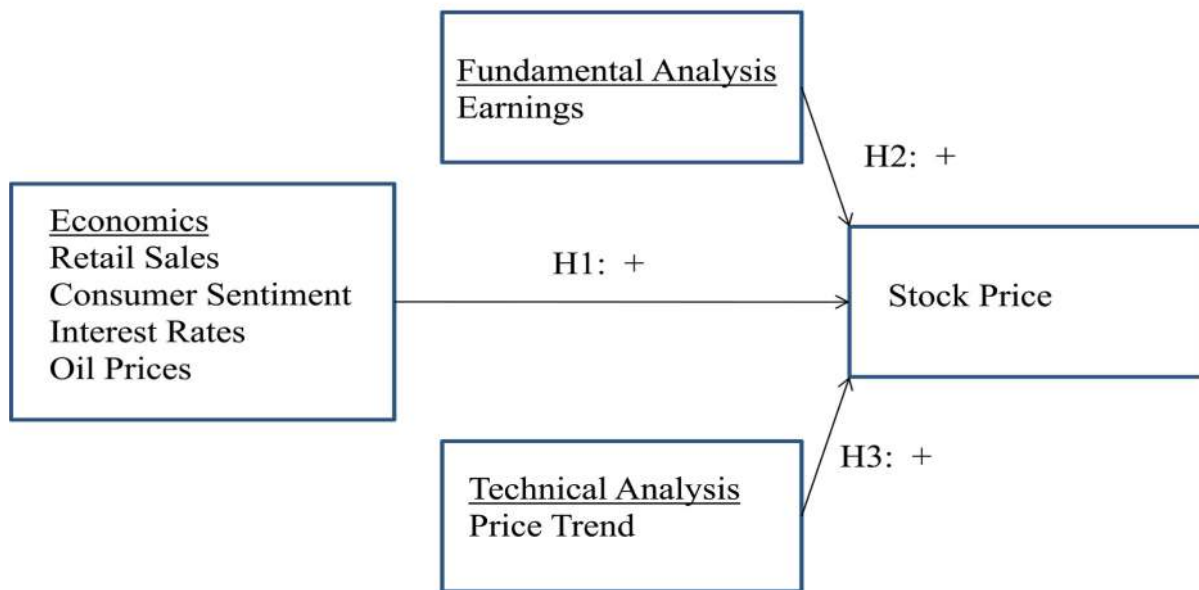 Fundamental Analysis
Earnings
H2: +
Economics
Retail Sales
Consumer Sentiment
Interest Rates
Oil Prices
H1: +
Stock Price
H3: +
Technical Analysis
Price Trend